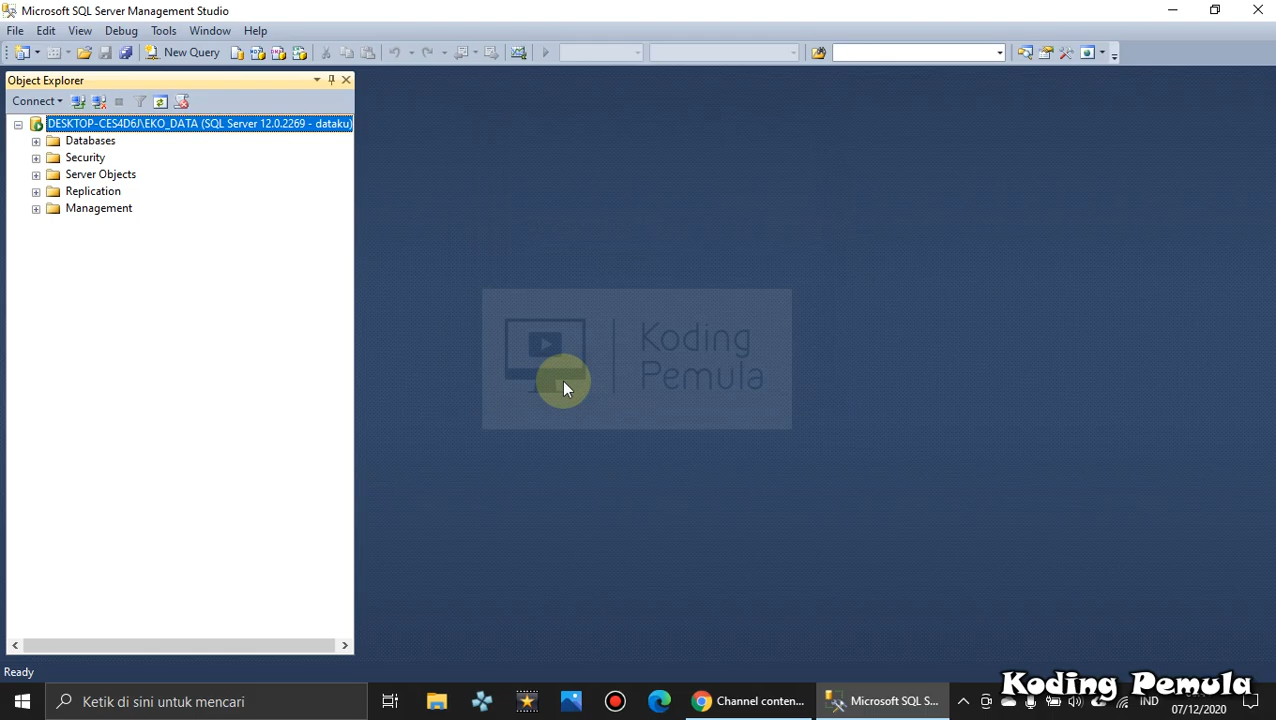 Microsoft SQL Server Management Studio
File Edit View Debug Tools Window Help
New Query
Object Explorer
Connect
DESKTOP-CES4D6J\EKO_DATA (SQL Server 12.0.2269 - dataku)
Databases
Security
Server Objects
Replication
Management
Koding
Pemula
Ready
Koding Pemula
Ketik di sini untuk mencari
Channel conten...
Microsoft SQL S...
IND
07/12/2020